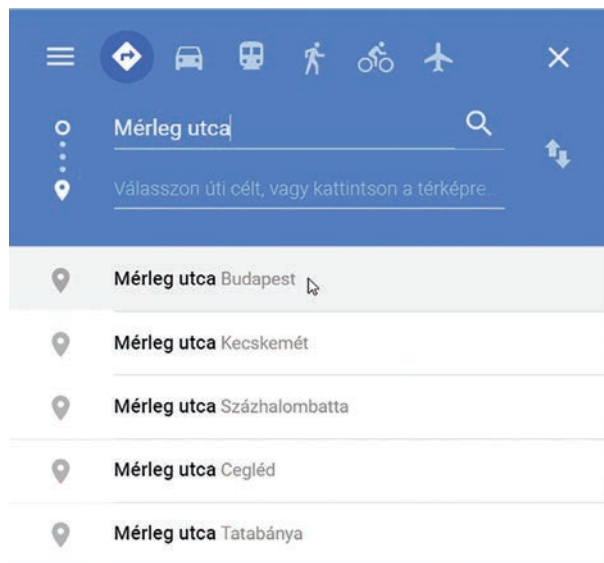 Mérleg utca
Válasszon úti célt, vagy kattintson a térképre...
Mérleg utca Budapest
Mérleg utca Kecskemét
Mérleg utca Százhalombatta
Mérleg utca Cegléd
Mérleg utca Tatabánya